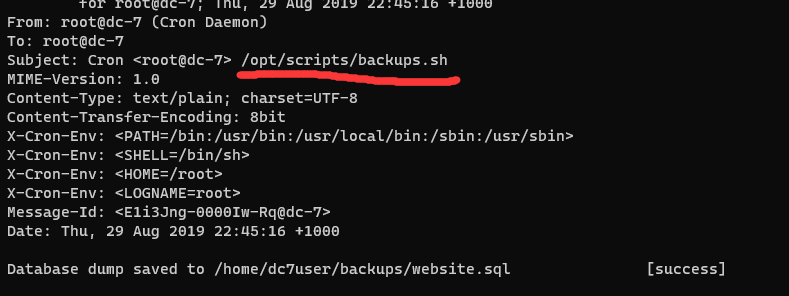 for root@dc-7; Thu, 29 Aug 2019 22:45:16 +1000
From: root@dc-7 (Cron Daemon)
To: root@dc-7
Subject: Cron <root@dc-7> /opt/scripts/backups.sh
MIME-Version: 1.0
Content-Type: text/plain; charset=UTF-8
Content-Transfer-Encoding: 8bit
X-Cron-Env: <PATH=/bin:/usr/bin:/usr/local/bin:/sbin:/usr/sbin>
X-Cron-Env: <SHELL=/bin/sh>
X-Cron-Env: <HOME=/root>
X-Cron-Env: <LOGNAME=root>
Message-Id: <E1i3Jng-0000Iw-Rq@dc-7>
Date: Thu, 29 Aug 2019 22:45:16 +1000
Database dump saved to /home/dc7user/backups/website.sql [success]